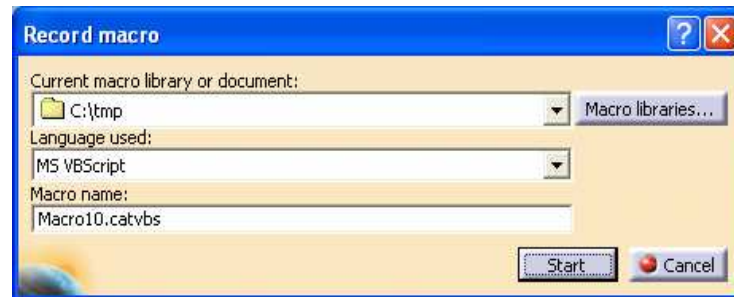 Record macro
Current macro library or document:
C:\tmp
Macro libraries...
Language used:
MS VBScript
Macro name:
Macro10.catvbs
Start
Cancel